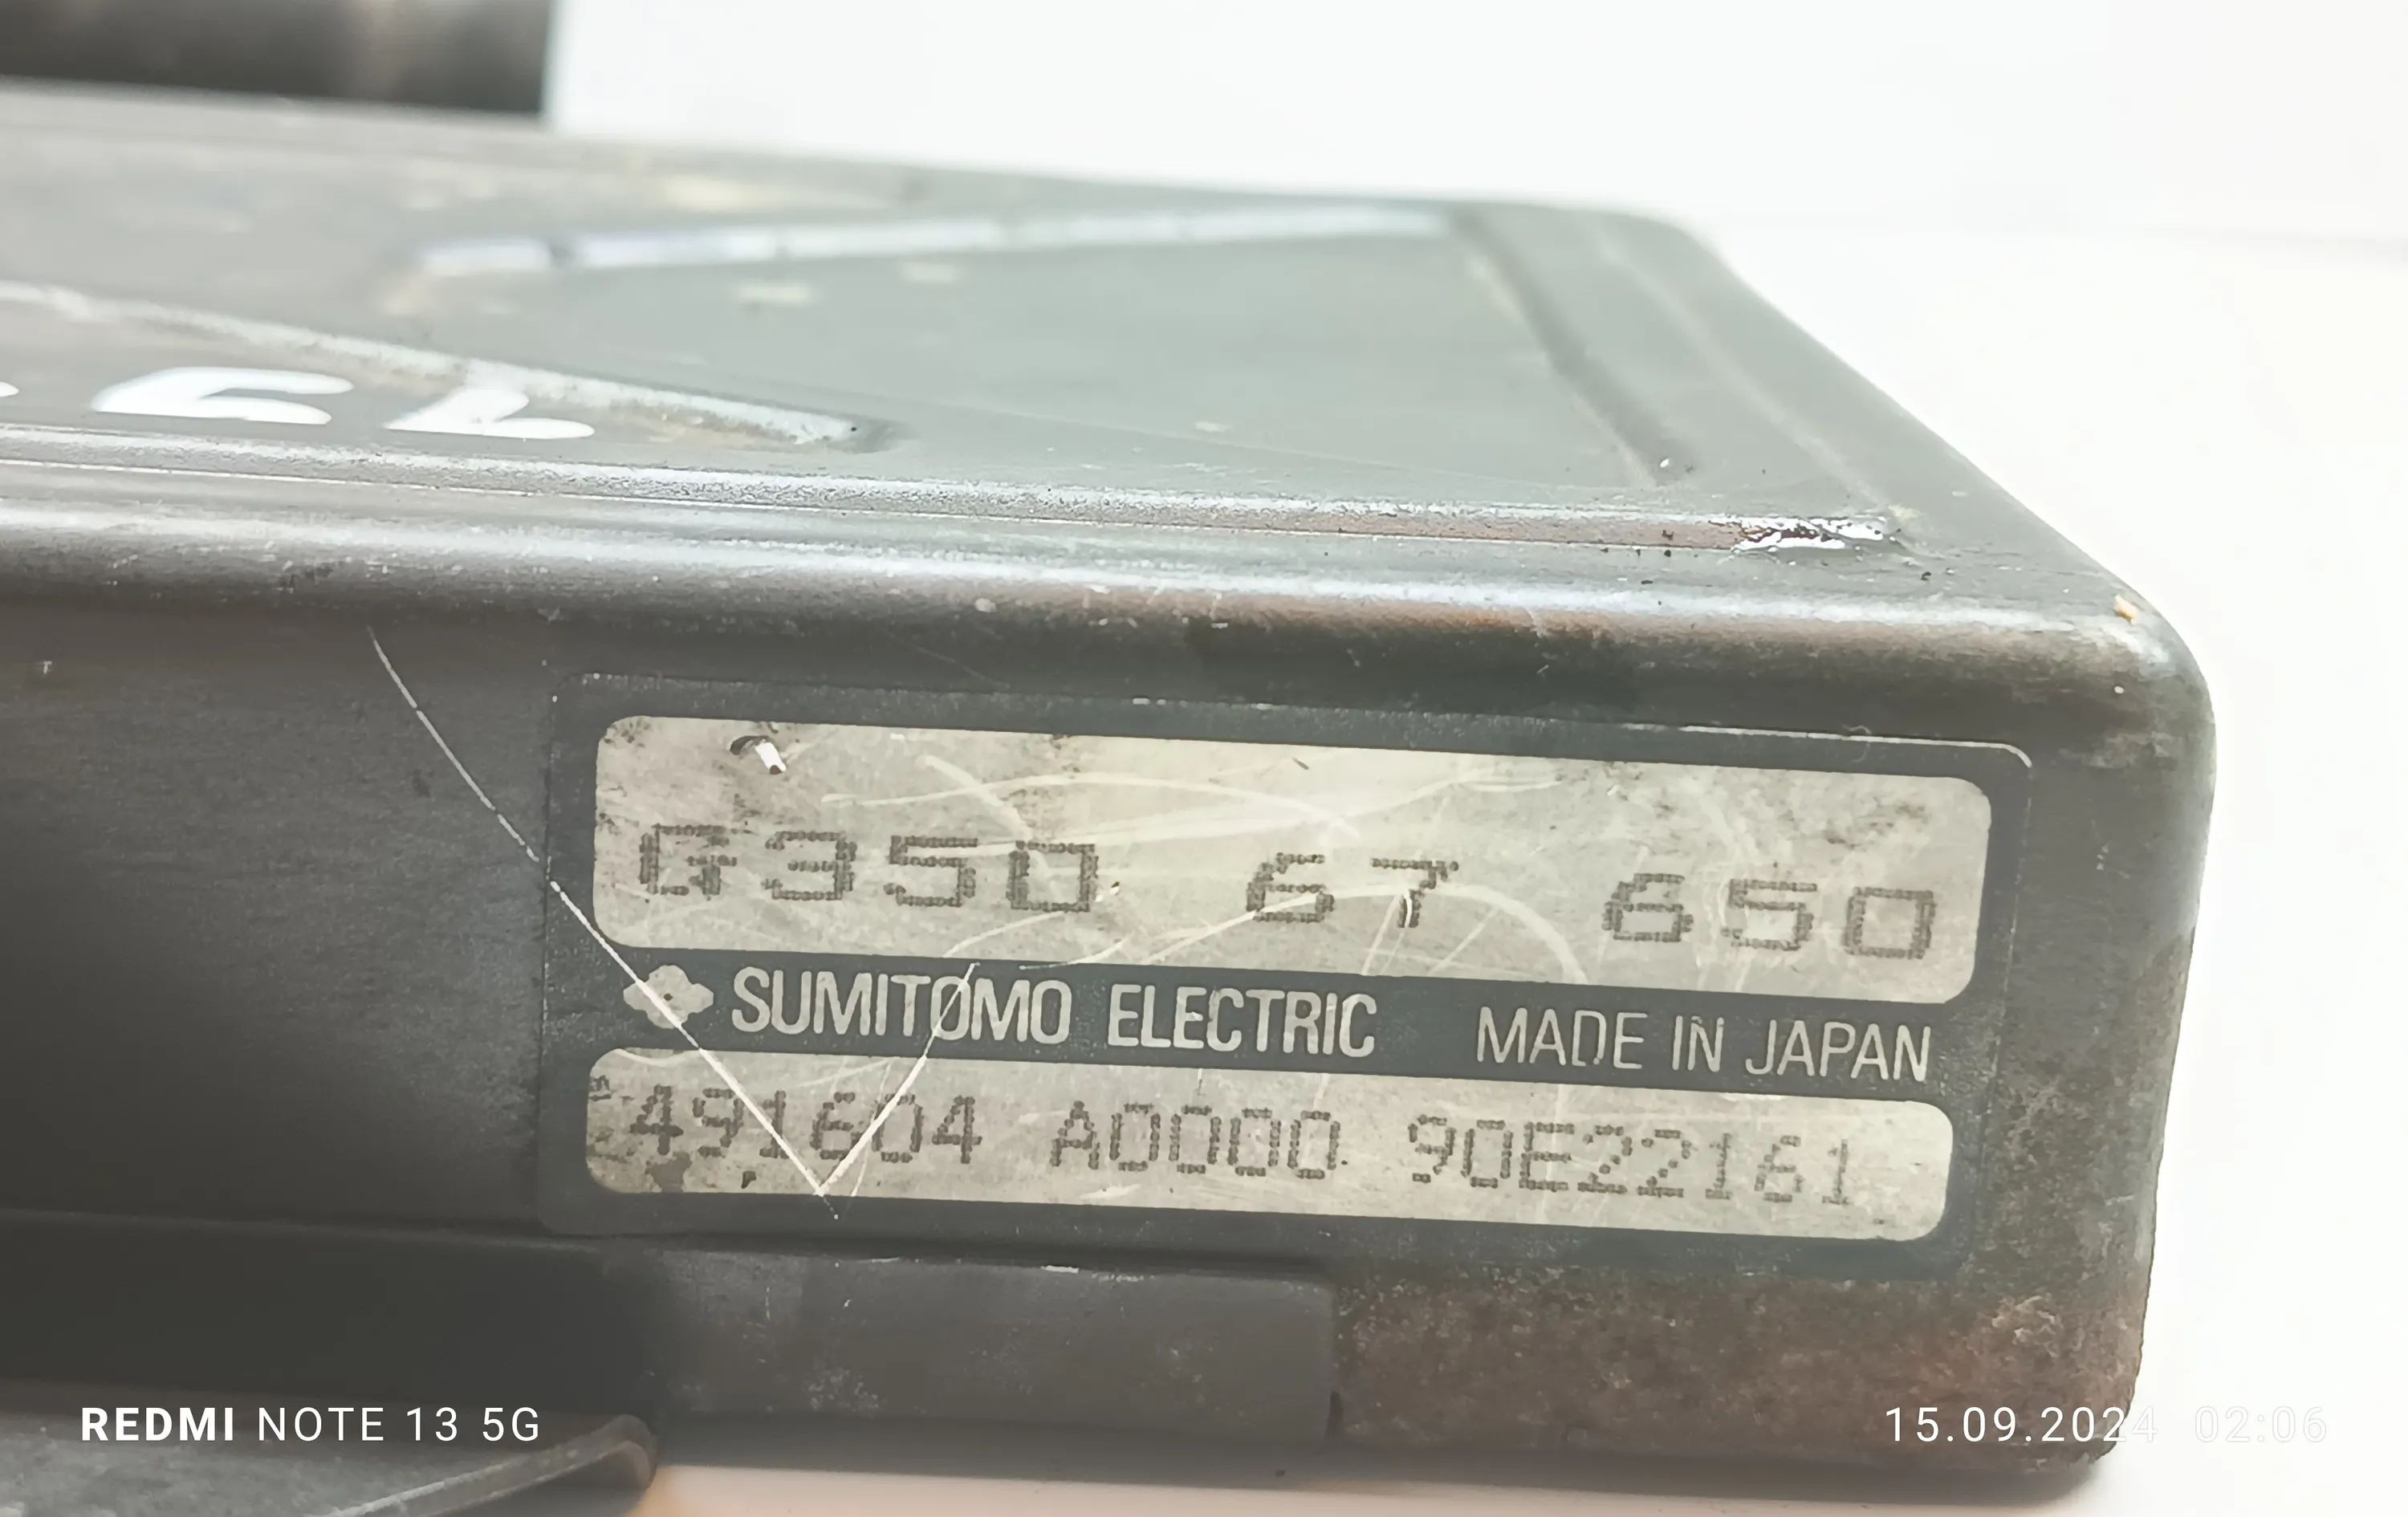 G350 67 650
SUMITOMO ELECTRIC MADE IN JAPAN
491604 A0000 90E22161
REDMI NOTE 13 5G
15.09.2024 02:06